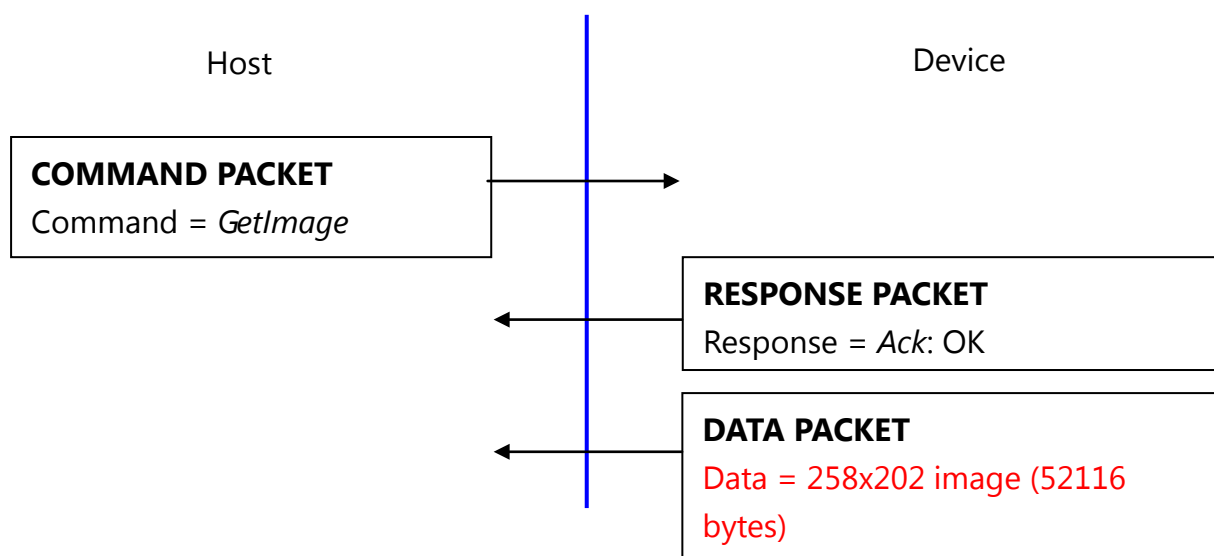 Host
Device
COMMAND PACKET
Command = GetImage
RESPONSE PACKET
Response = Ack: OK
DATA PACKET
Data = 258x202 image (52116
bytes)